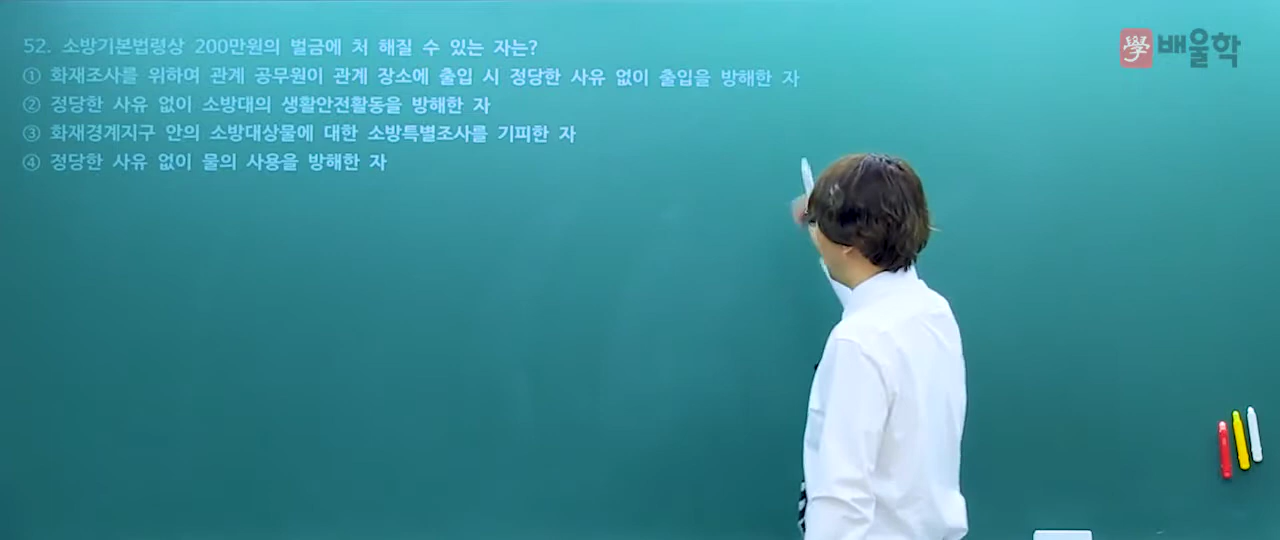 52. 소방기본법령상 200만원의 벌금에 처 해질 수 있는 자는?
① 화재조사를 위하여 관계 공무원이 관계 장소에 출입 시 정당한 사유 없이 출입을 방해한 자
② 정당한 사유 없이 소방대의 생활안전활동을 방해한 자
③ 화재경계지구 안의 소방대상물에 대한 소방특별조사를 기피한 자
④ 정당한 사유 없이 물의 사용을 방해한 자
學 배울학